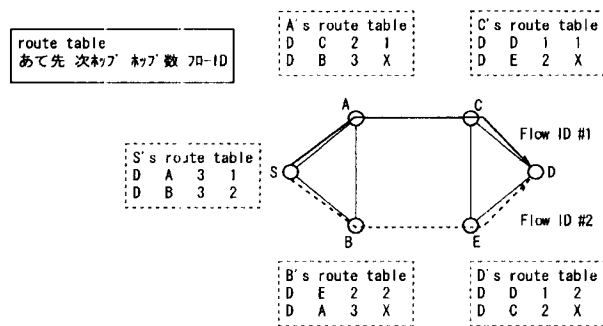 route table
あて先 次ホップ ホップ数 フローID
A's route table
D C 2 1
D B 3 X
C's route table
D D 1 1
D E 2 X
A
C
Flow ID #1
S's route table
D A 3 1
D B 3 2
S
D
Flow ID #2
B
E
B's route table
D E 2 2
D A 3 X
D's route table
D D 1 2
D C 2 X